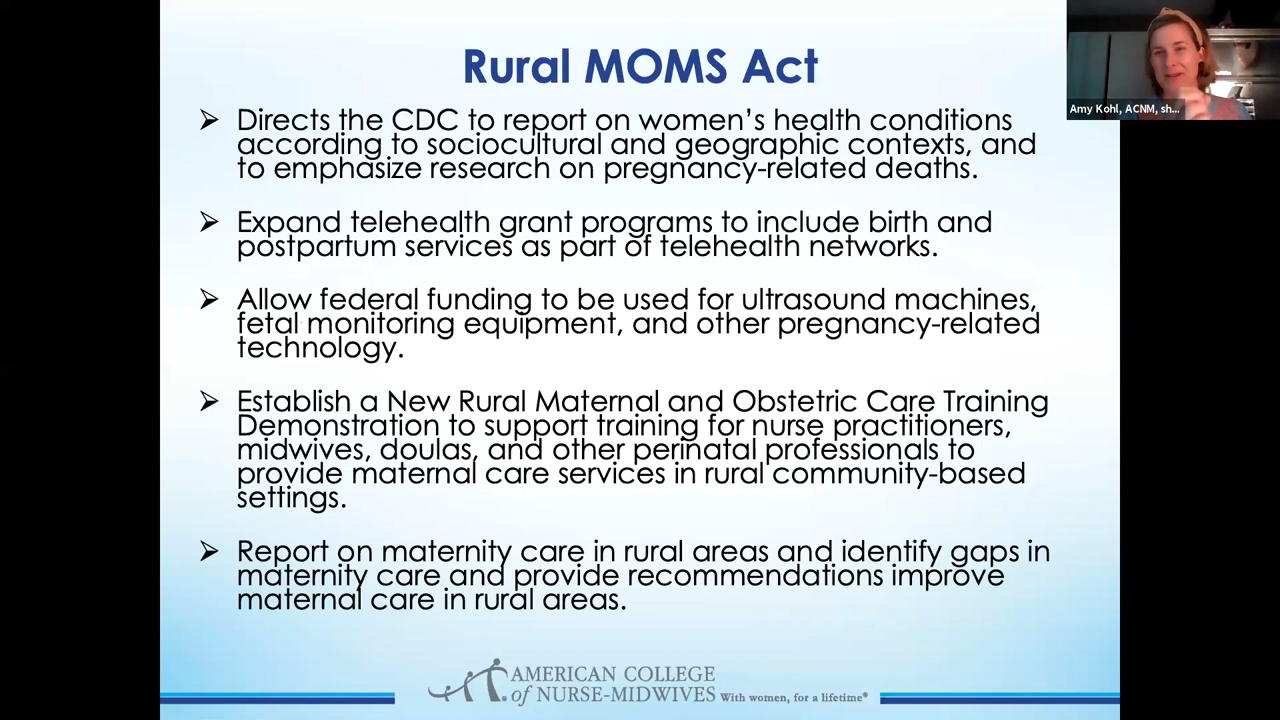 Rural MOMS Act
Amy Kohl, ACNM, sh...
➢ Directs the CDC to report on women's health conditions
according to sociocultural and geographic contexts, and
to emphasize research on pregnancy-related deaths.
➢ Expand telehealth grant programs to include birth and
postpartum services as part of telehealth networks.
➢ Allow federal funding to be used for ultrasound machines,
fetal monitoring equipment, and other pregnancy-related
technology.
➢ Establish a New Rural Maternal and Obstetric Care Training
Demonstration to support training for nurse practitioners,
midwives, doulas, and other perinatal professionals to
provide maternal care services in rural community-based
settings.
➢ Report on maternity care in rural areas and identify gaps in
maternity care and provide recommendations improve
maternal care in rural areas.
AMERICAN COLLEGE
of NURSE-MIDWIVES With women, for a lifetime®